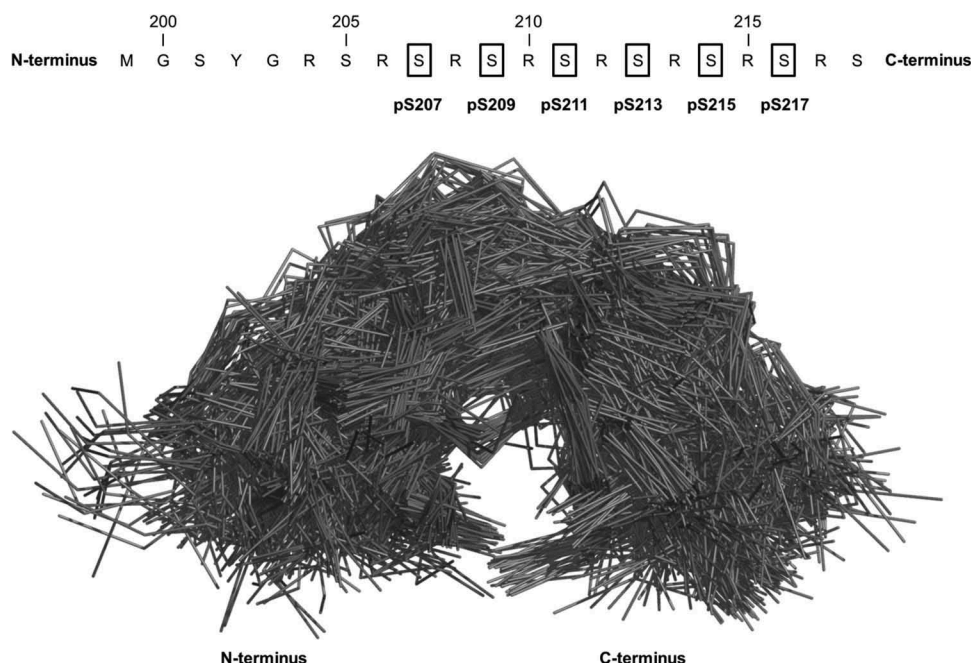 200 205 210 215
N-terminus M G S Y G R S R S R S R S R S R S R S R S C-terminus
pS207 pS209 pS211 pS213 pS215 pS217
N-terminus C-terminus